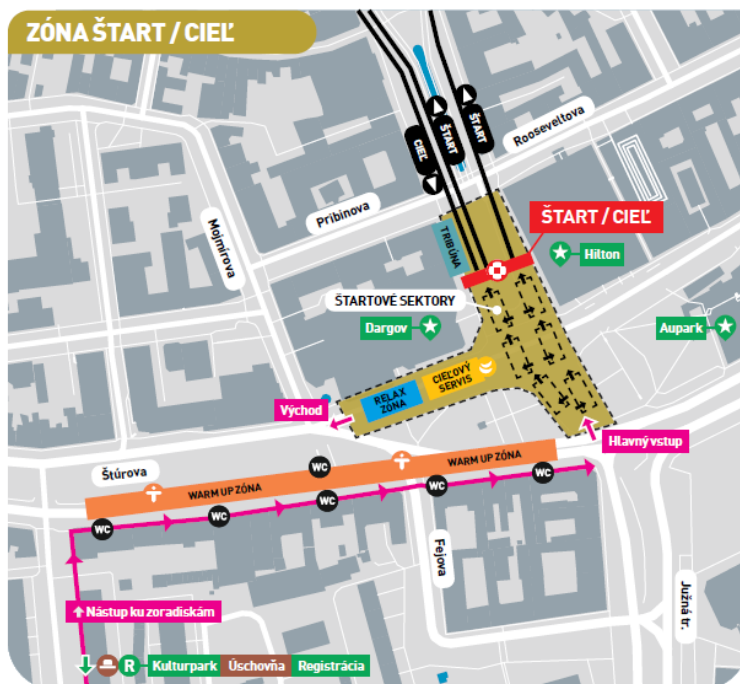 ZÓNA ŠTART / CIEĽ
Rooseveltova
CIEĽ
ŠTART
ŠTART
Pribinova
Mojmírova
TRIBÚNA
ŠTART / CIEĽ
Hilton
ŠTARTOVÉ SEKTORY
Dargov
Aupark
RELAX
ZÓNA
CIEĽOVÝ
SERVIS
Východ
Hlavný vstup
Štúrova
WARM UP ZÓNA
WC
WARM UP ZÓNA
WC
WC
WC
WC
WC
Fejova
Južná tr.
Nástup ku zoradiskám
R
Kulturpark
Úschovňa
Registrácia